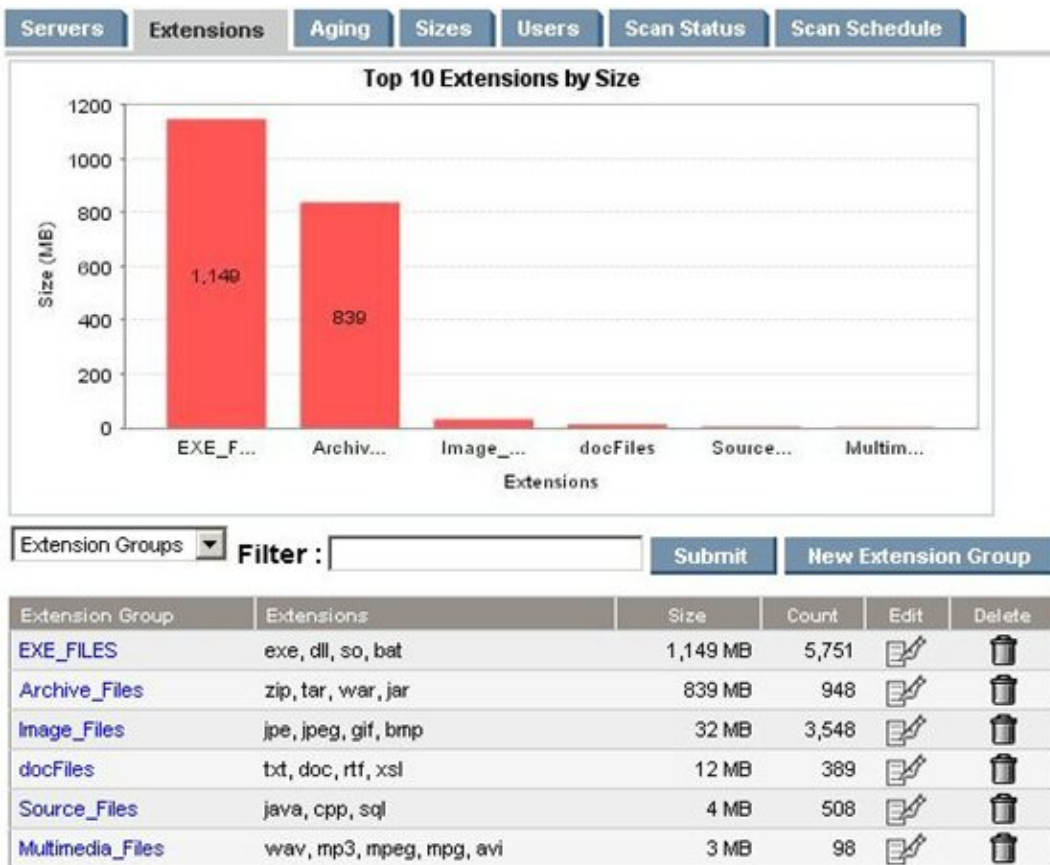 Servers Extensions Aging Sizes Users Scan Status Scan Schedule
Top 10 Extensions by Size
1200
1000
800
600
400
200
0
Size (MB)
1,149
839
EXE_F... Archiv... Image_... docFiles Source... Multim...
Extensions
Extension Groups Filter : Submit New Extension Group
Extension Group Extensions Size Count Edit Delete
EXE_FILES exe, dll, so, bat 1,149 MB 5,751
Archive_Files zip, tar, war, jar 839 MB 948
Image_Files jpe, jpeg, gif, bmp 32 MB 3,548
docFiles txt, doc, rtf, xsl 12 MB 389
Source_Files java, cpp, sql 4 MB 508
Multimedia_Files wav, mp3, mpeg, mpg, avi 3 MB 98